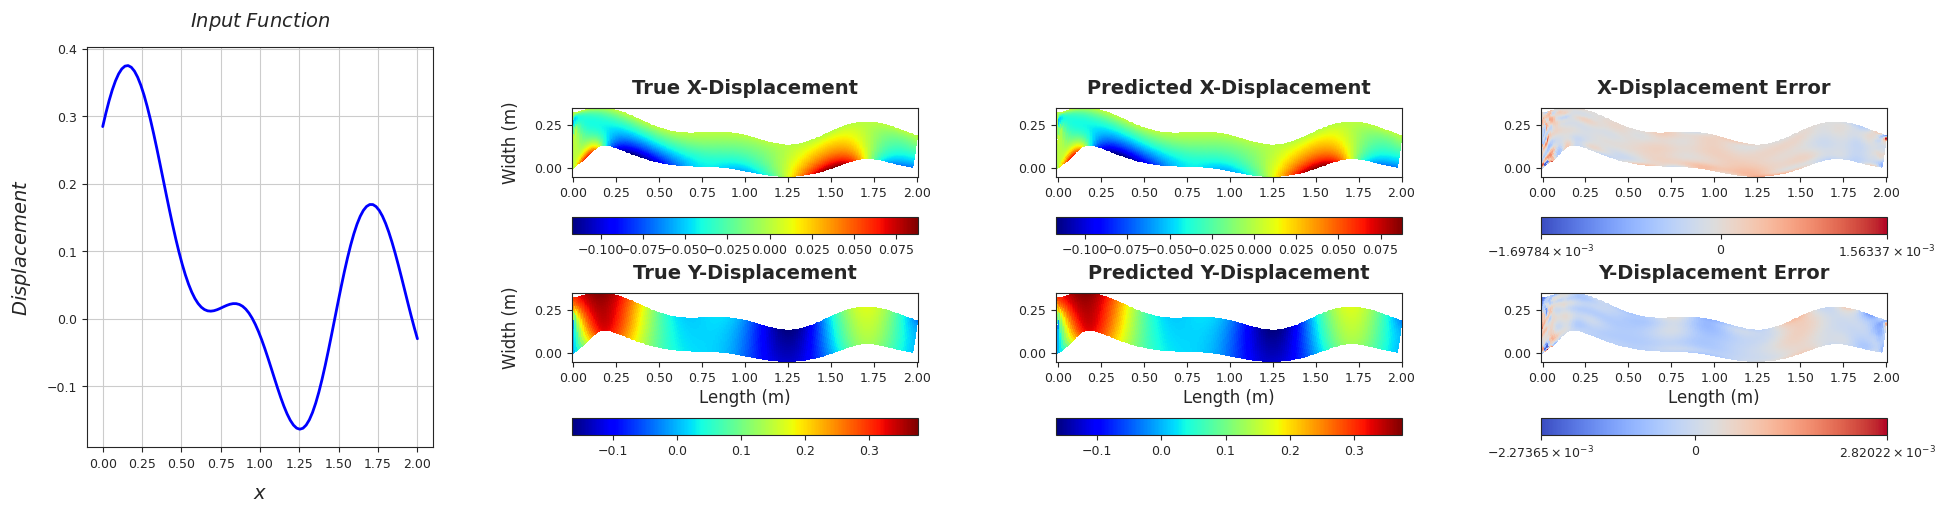 Input Function
Displacement
0.4
0.3
0.2
0.1
0.0
−0.1
0.00 0.25 0.50 0.75 1.00 1.25 1.50 1.75 2.00
x
True X-Displacement
Width (m)
0.25
0.00
0.00 0.25 0.50 0.75 1.00 1.25 1.50 1.75 2.00
−0.100 −0.075 −0.050 −0.025 0.000 0.025 0.050 0.075
Predicted X-Displacement
0.25
0.00
0.00 0.25 0.50 0.75 1.00 1.25 1.50 1.75 2.00
−0.100 −0.075 −0.050 −0.025 0.000 0.025 0.050 0.075
X-Displacement Error
0.25
0.00
0.00 0.25 0.50 0.75 1.00 1.25 1.50 1.75 2.00
−1.69784 × 10⁻³ 0 1.56337 × 10⁻³
True Y-Displacement
Width (m)
0.25
0.00
0.00 0.25 0.50 0.75 1.00 1.25 1.50 1.75 2.00
Length (m)
−0.1 0.0 0.1 0.2 0.3
Predicted Y-Displacement
0.25
0.00
0.00 0.25 0.50 0.75 1.00 1.25 1.50 1.75 2.00
Length (m)
−0.1 0.0 0.1 0.2 0.3
Y-Displacement Error
0.25
0.00
0.00 0.25 0.50 0.75 1.00 1.25 1.50 1.75 2.00
Length (m)
−2.27365 × 10⁻³ 0 2.82022 × 10⁻³